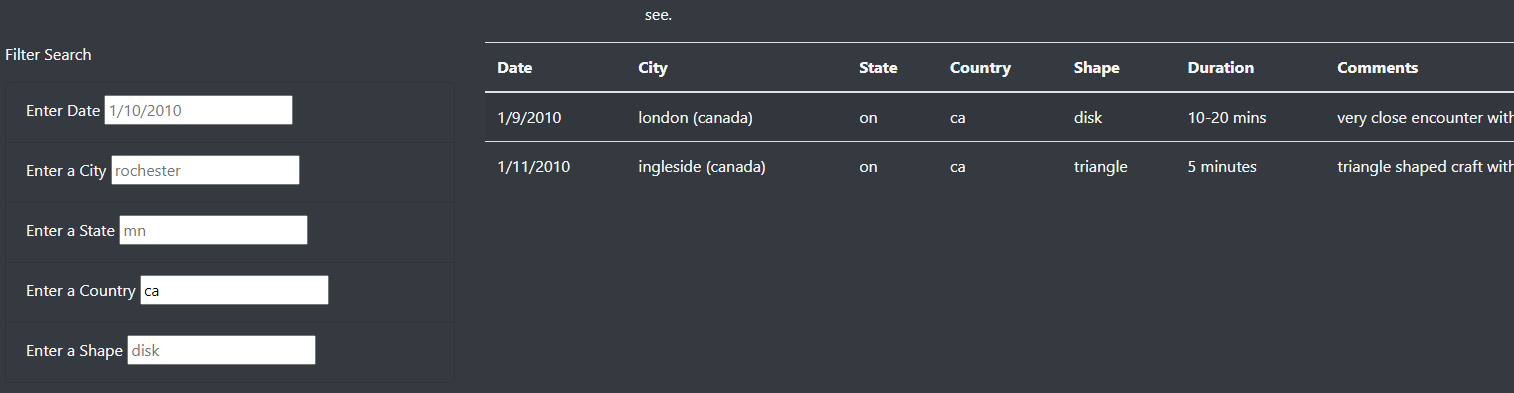 see.
Filter Search
Enter Date 1/10/2010
Enter a City rochester
Enter a State mn
Enter a Country ca
Enter a Shape disk
Date City State Country Shape Duration Comments
1/9/2010 london (canada) on ca disk 10-20 mins very close encounter with
1/11/2010 ingleside (canada) on ca triangle 5 minutes triangle shaped craft with